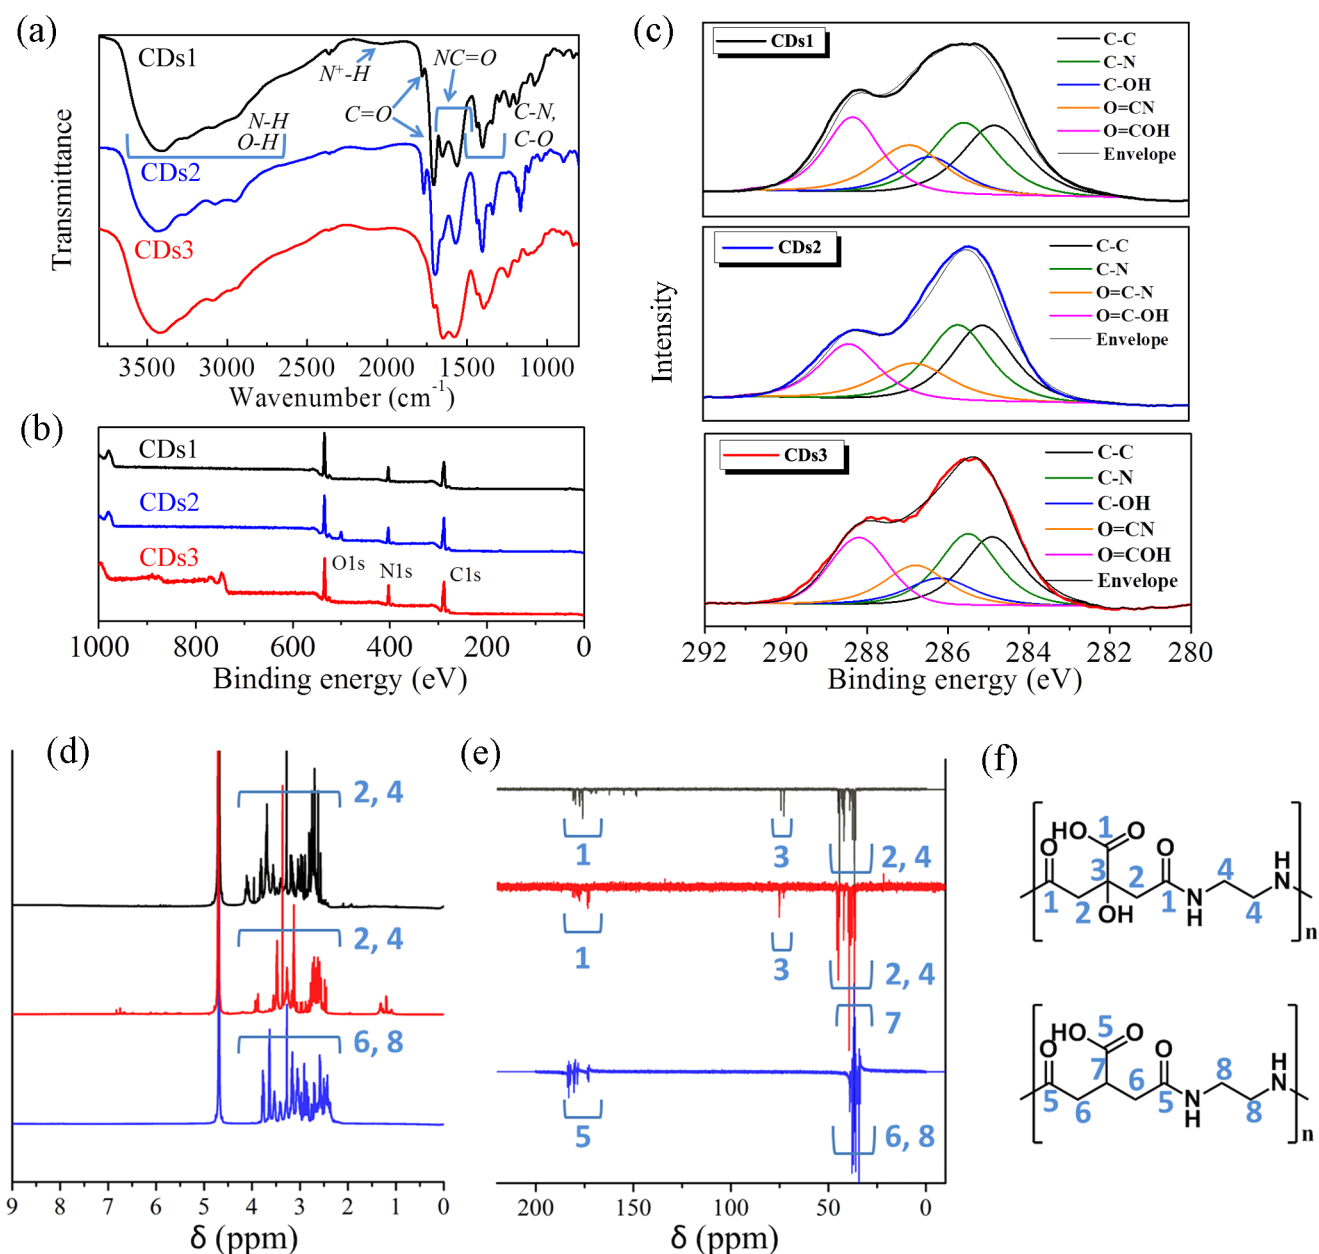 (a)
CDs1
N⁺-H
NC=O
C=O
C-N,
C-O
N-H
O-H
CDs2
CDs3
Transmittance
3500 3000 2500 2000 1500 1000
Wavenumber (cm⁻¹)
(b)
CDs1
CDs2
CDs3
O1s
N1s
C1s
1000 800 600 400 200 0
Binding energy (eV)
(c)
CDs1
C-C
C-N
C-OH
O=CN
O=COH
Envelope
CDs2
C-C
C-N
O=C-N
O=C-OH
Envelope
CDs3
C-C
C-N
C-OH
O=CN
O=COH
Envelope
Intensity
292 290 288 286 284 282 280
Binding energy (eV)
(d)
2, 4
2, 4
6, 8
9 8 7 6 5 4 3 2 1 0
δ (ppm)
(e)
1
3
2, 4
1
3
2, 4
7
5
6, 8
200 150 100 50 0
δ (ppm)
(f)
1
HO O
O 3 O 4 H
2 N
1 2 OH 1 N 4
H n
5
HO O
O 7 O 8 H
6 N
5 6 5 N 8
H n